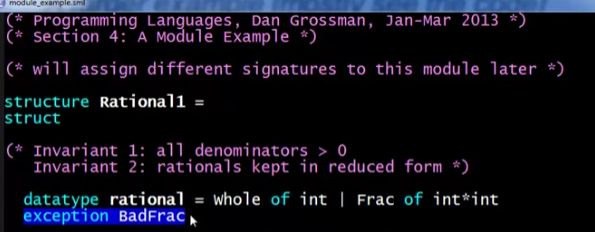 module_example.sml
(* Programming Languages, Dan Grossman, Jan-Mar 2013 *)
(* Section 4: A Module Example *)
(* will assign different signatures to this module later *)
structure Rational1 =
struct
(* Invariant 1: all denominators > 0
Invariant 2: rationals kept in reduced form *)
datatype rational = Whole of int | Frac of int*int
exception BadFrac